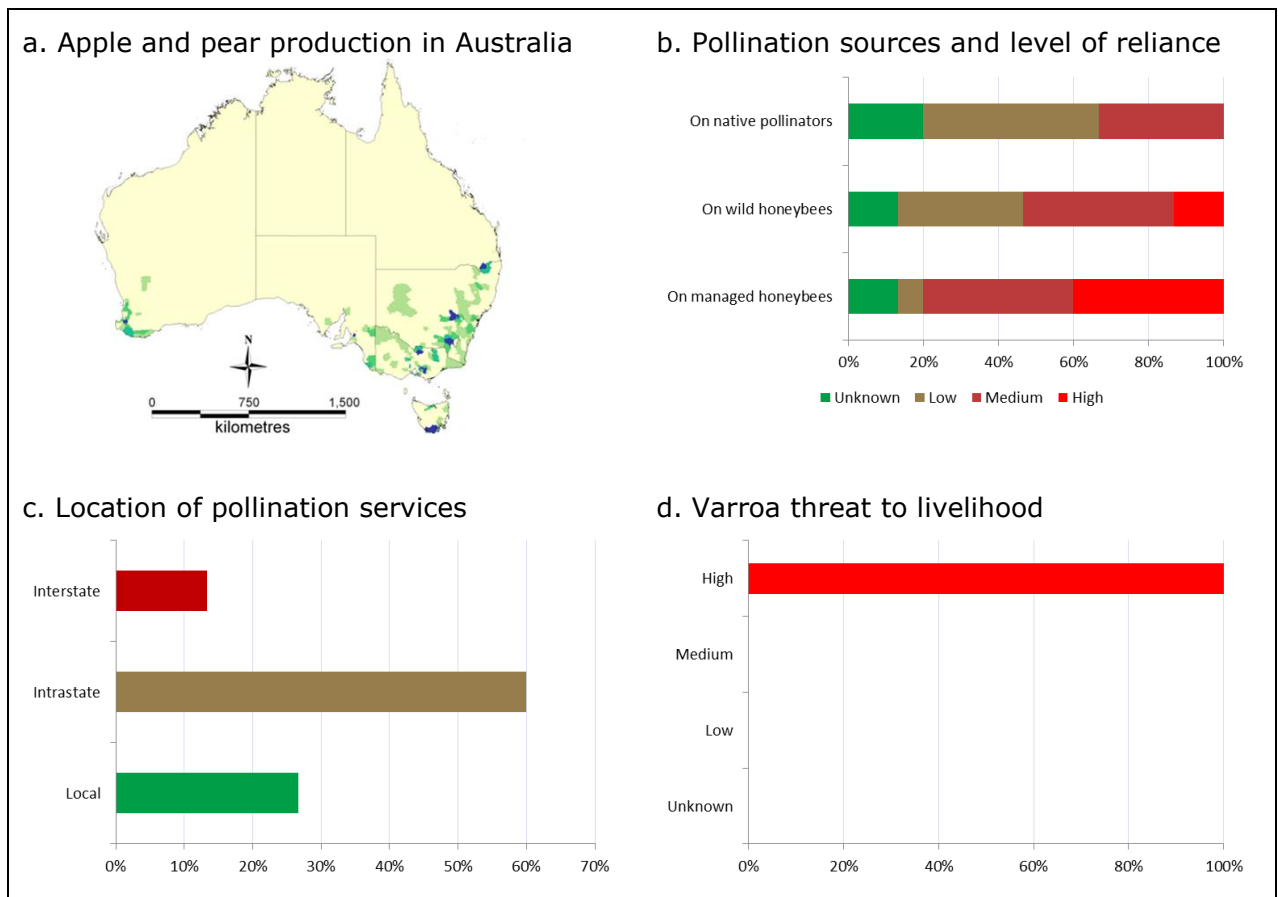 a. Apple and pear production in Australia
N
0 750 1,500
kilometres
b. Pollination sources and level of reliance
On native pollinators
On wild honeybees
On managed honeybees
0% 20% 40% 60% 80% 100%
Unknown Low Medium High
c. Location of pollination services
Interstate
Intrastate
Local
0% 10% 20% 30% 40% 50% 60% 70%
d. Varroa threat to livelihood
High
Medium
Low
Unknown
0% 20% 40% 60% 80% 100%